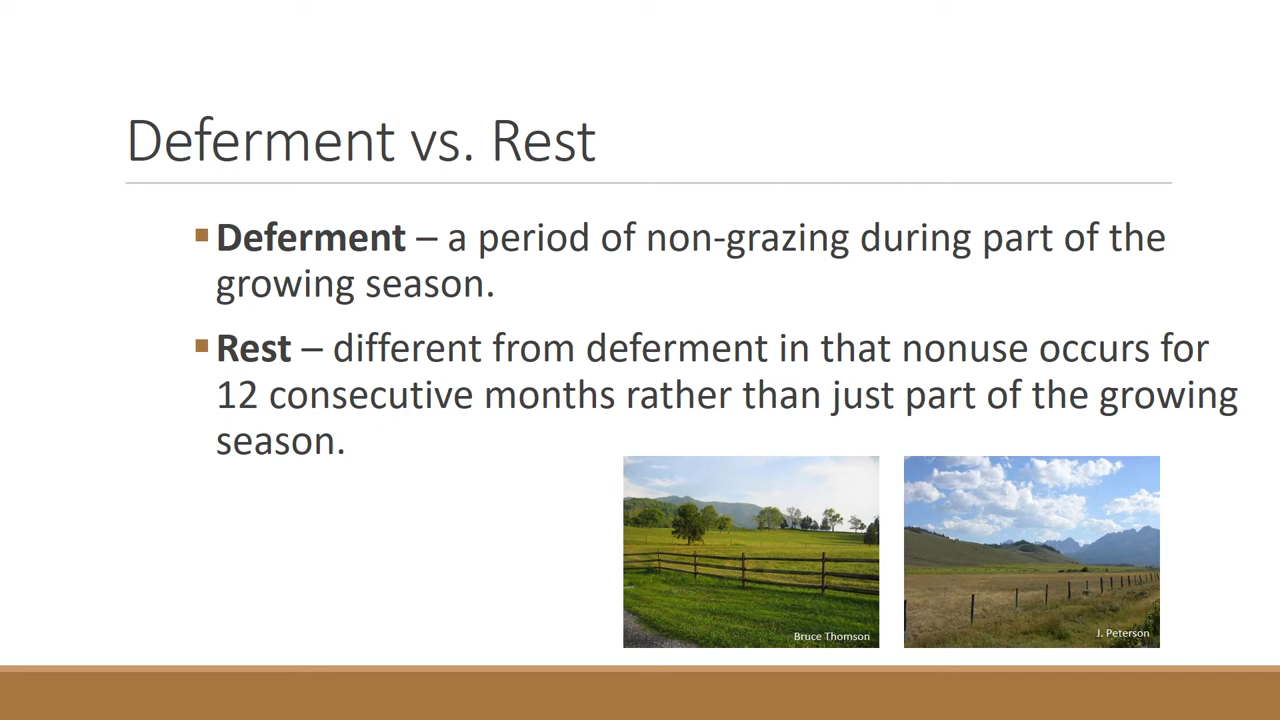 Deferment vs. Rest
▪Deferment – a period of non-grazing during part of the
growing season.
▪Rest – different from deferment in that nonuse occurs for
12 consecutive months rather than just part of the growing
season.
Bruce Thomson
J. Peterson